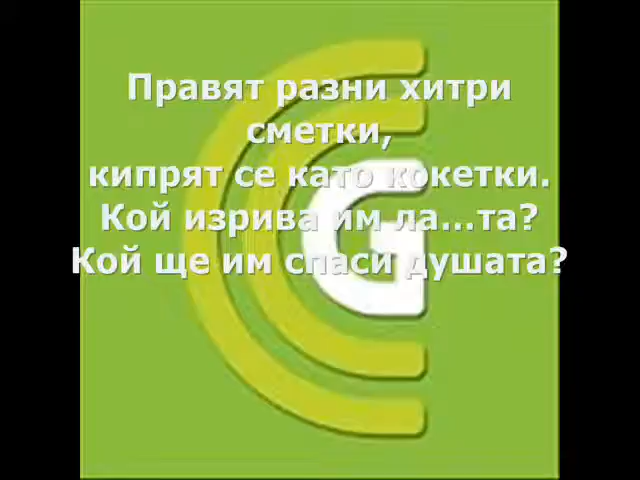 Правят разни хитри
сметки,
кипрят се като кокетки.
Кой изрива им ла...та?
Кой ще им спаси душата?
G